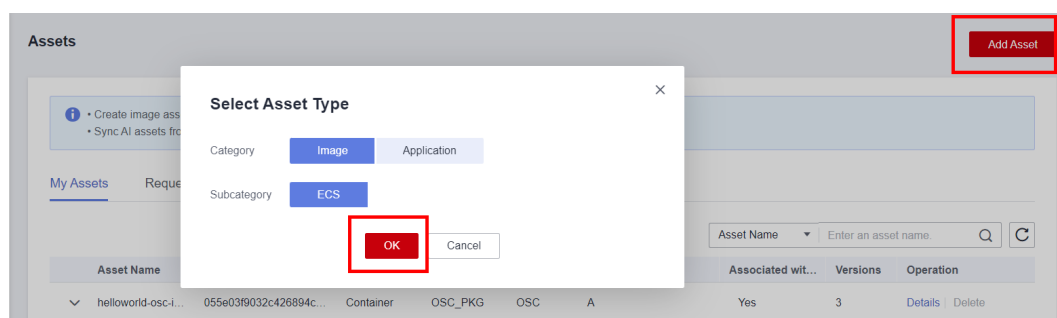 Assets
Add Asset
• Create image ass
• Sync AI assets fro
Select Asset Type
Category Image Application
Subcategory ECS
OK Cancel
My Assets Reque
Asset Name Enter an asset name.
Asset Name Associated wit... Versions Operation
helloworld-osc-i... 055e03f9032c426894c... Container OSC_PKG OSC A Yes 3 Details Delete